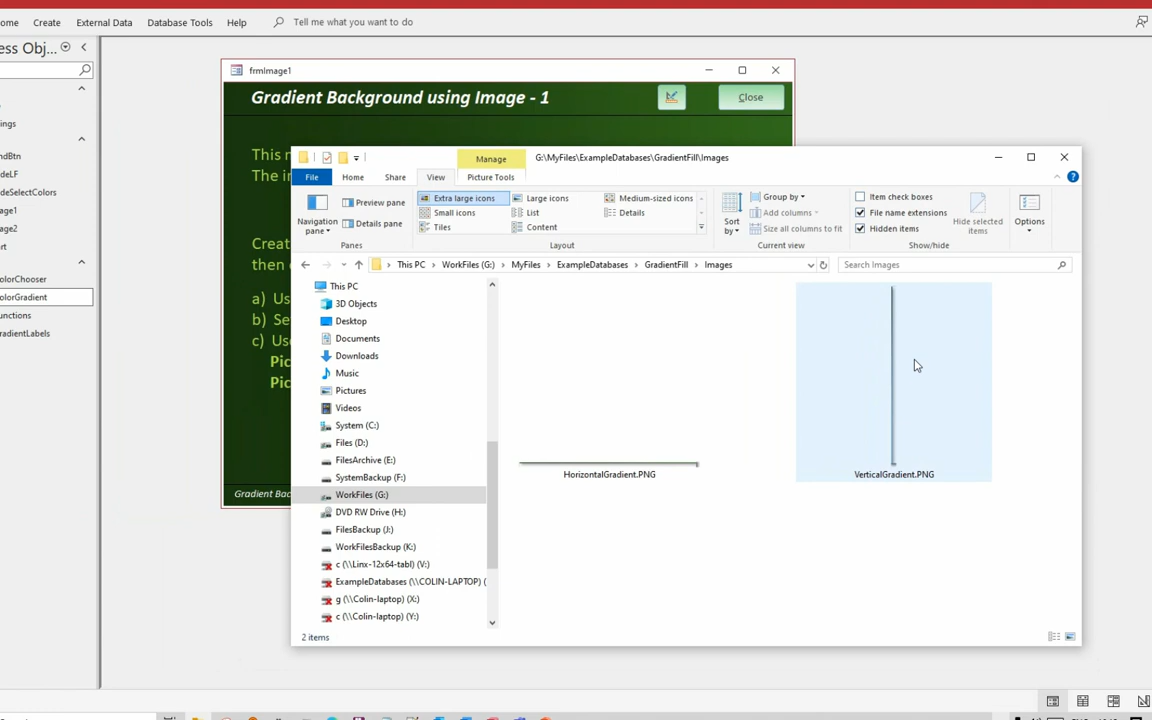 ome Create External Data Database Tools Help Tell me what you want to do
ess Obj...
ings
ndBtn
deLF
deSelectColors
age1
age2
ort
olorChooser
olorGradient
unctions
radientLabels
frmImage1
Gradient Background using Image - 1
Close
This r
The ir
Creat
then c
a) Us
b) Se
c) Use
Pic
Pic
Gradient Bac
Manage G:\MyFiles\ExampleDatabases\GradientFill\Images
File Home Share View Picture Tools
Navigation pane
Preview pane
Details pane
Panes
Extra large icons Large icons Medium-sized icons
Small icons List Details
Tiles Content
Layout
Sort by
Group by
Add columns
Size all columns to fit
Current view
Item check boxes
File name extensions
Hidden items
Hide selected items
Show/hide
Options
This PC WorkFiles (G:) MyFiles ExampleDatabases GradientFill Images
Search Images
This PC
3D Objects
Desktop
Documents
Downloads
Music
Pictures
Videos
System (C:)
Files (D:)
FilesArchive (E:)
SystemBackup (F:)
WorkFiles (G:)
DVD RW Drive (H:)
FilesBackup (J:)
WorkFilesBackup (K:)
c (\\Linx-12x64-tabl) (V:)
ExampleDatabases (\\COLIN-LAPTOP) (
g (\\Colin-laptop) (X:)
c (\\Colin-laptop) (Y:)
HorizontalGradient.PNG
VerticalGradient.PNG
2 items